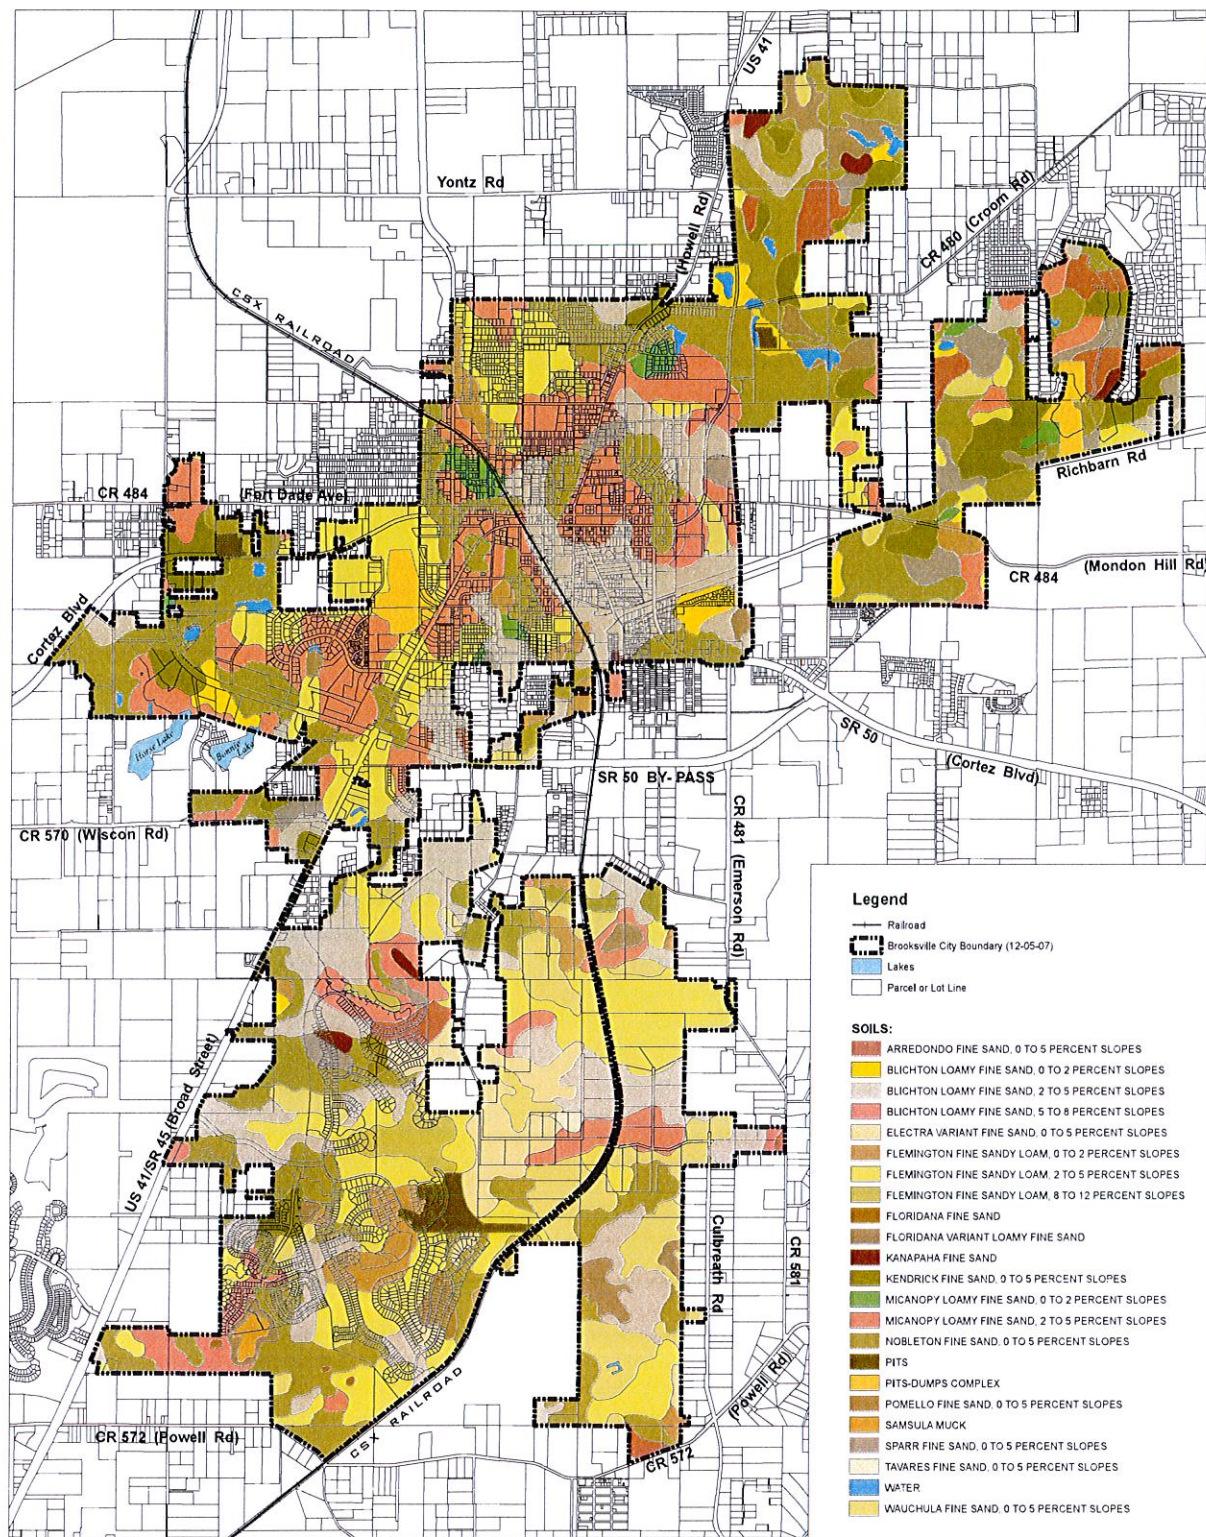 US 41
Yontz Rd
(Howell Rd)
CR 480 (Croom Rd)
CSX RAILROAD
Richbarn Rd
CR 484
(Fort Dade Ave)
CR 484
(Mondon Hill Rd)
Cortez Blvd
Horse Lake
Bonnie Lake
SR 50
(Cortez Blvd)
SR 50 BY-PASS
CR 570 (Wiscon Rd)
CR 481 (Emerson Rd)
US 41/SR 45 (Broad Street)
Culbreath Rd
CR 581
(Powell Rd)
CR 572
CR 572 (Powell Rd)
CSX RAILROAD
Legend
Railroad
Brooksville City Boundary (12-05-07)
Lakes
Parcel or Lot Line
SOILS:
ARREDONDO FINE SAND, 0 TO 5 PERCENT SLOPES
BLICHTON LOAMY FINE SAND, 0 TO 2 PERCENT SLOPES
BLICHTON LOAMY FINE SAND, 2 TO 5 PERCENT SLOPES
BLICHTON LOAMY FINE SAND, 5 TO 8 PERCENT SLOPES
ELECTRA VARIANT FINE SAND, 0 TO 5 PERCENT SLOPES
FLEMINGTON FINE SANDY LOAM, 0 TO 2 PERCENT SLOPES
FLEMINGTON FINE SANDY LOAM, 2 TO 5 PERCENT SLOPES
FLEMINGTON FINE SANDY LOAM, 8 TO 12 PERCENT SLOPES
FLORIDANA FINE SAND
FLORIDANA VARIANT LOAMY FINE SAND
KANAPAHA FINE SAND
KENDRICK FINE SAND, 0 TO 5 PERCENT SLOPES
MICANOPY LOAMY FINE SAND, 0 TO 2 PERCENT SLOPES
MICANOPY LOAMY FINE SAND, 2 TO 5 PERCENT SLOPES
NOBLETON FINE SAND, 0 TO 5 PERCENT SLOPES
PITS
PITS-DUMPS COMPLEX
POMELLO FINE SAND, 0 TO 5 PERCENT SLOPES
SAMSULA MUCK
SPARR FINE SAND, 0 TO 5 PERCENT SLOPES
TAVARES FINE SAND, 0 TO 5 PERCENT SLOPES
WATER
WAUCHULA FINE SAND, 0 TO 5 PERCENT SLOPES